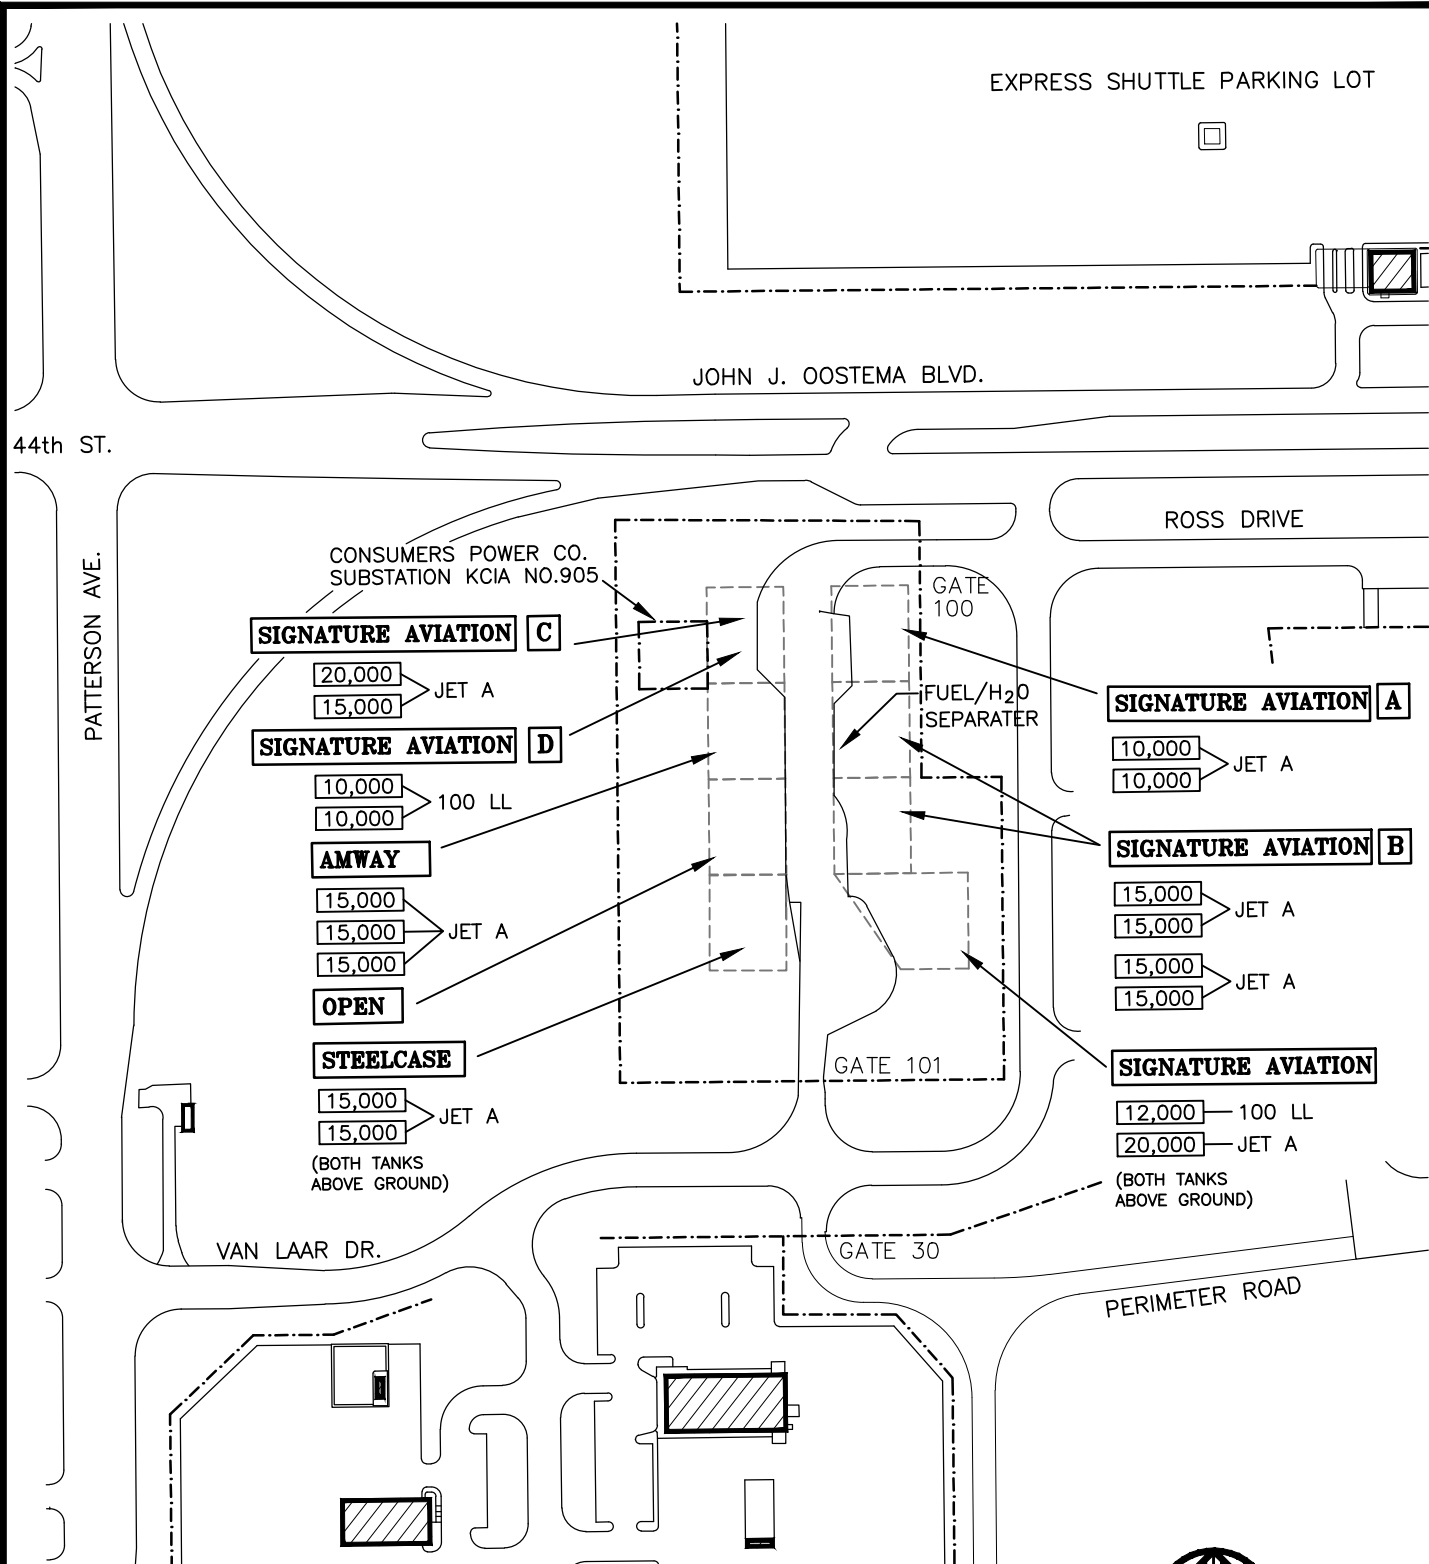 EXPRESS SHUTTLE PARKING LOT
JOHN J. OOSTEMA BLVD.
44th ST.
ROSS DRIVE
PATTERSON AVE.
CONSUMERS POWER CO.
SUBSTATION KCIA NO.905
GATE
100
SIGNATURE AVIATION C
20,000
15,000
JET A
SIGNATURE AVIATION D
10,000
10,000
100 LL
AMWAY
15,000
15,000
15,000
JET A
OPEN
STEELCASE
15,000
15,000
JET A
(BOTH TANKS
ABOVE GROUND)
FUEL/H2O
SEPARATER
SIGNATURE AVIATION A
10,000
10,000
JET A
SIGNATURE AVIATION B
15,000
15,000
JET A
15,000
15,000
JET A
SIGNATURE AVIATION
12,000 100 LL
20,000 JET A
(BOTH TANKS
ABOVE GROUND)
GATE 101
VAN LAAR DR.
GATE 30
PERIMETER ROAD